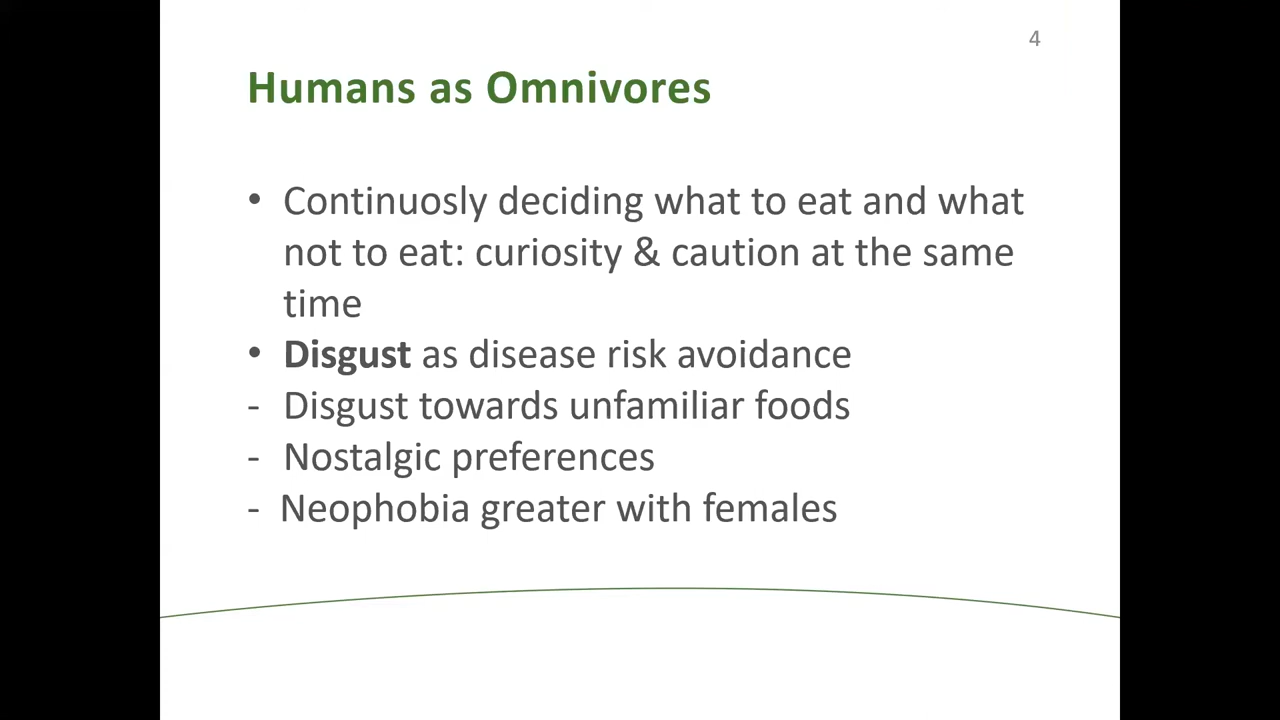 4
Humans as Omnivores
• Continuosly deciding what to eat and what
not to eat: curiosity & caution at the same
time
• Disgust as disease risk avoidance
- Disgust towards unfamiliar foods
- Nostalgic preferences
- Neophobia greater with females